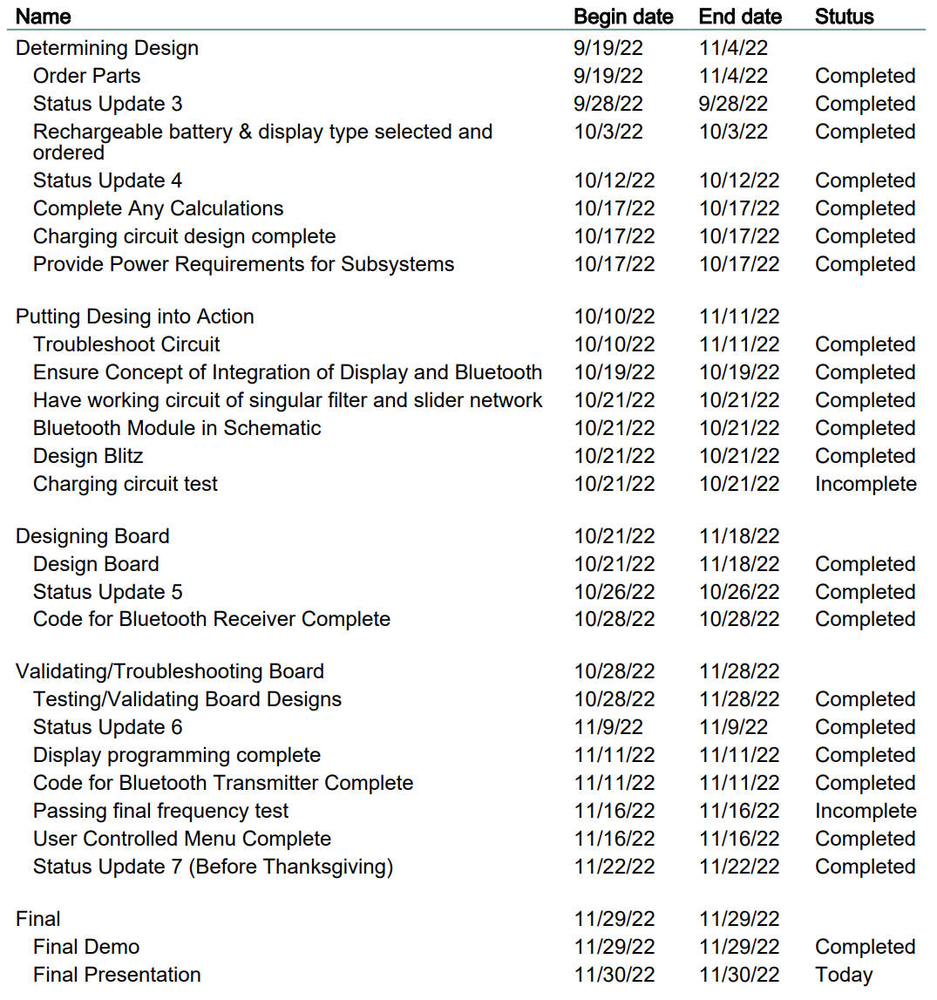 Name Begin date End date Stutus
Determining Design 9/19/22 11/4/22
Order Parts 9/19/22 11/4/22 Completed
Status Update 3 9/28/22 9/28/22 Completed
Rechargeable battery & display type selected and 10/3/22 10/3/22 Completed
ordered
Status Update 4 10/12/22 10/12/22 Completed
Complete Any Calculations 10/17/22 10/17/22 Completed
Charging circuit design complete 10/17/22 10/17/22 Completed
Provide Power Requirements for Subsystems 10/17/22 10/17/22 Completed
Putting Desing into Action 10/10/22 11/11/22
Troubleshoot Circuit 10/10/22 11/11/22 Completed
Ensure Concept of Integration of Display and Bluetooth 10/19/22 10/19/22 Completed
Have working circuit of singular filter and slider network 10/21/22 10/21/22 Completed
Bluetooth Module in Schematic 10/21/22 10/21/22 Completed
Design Blitz 10/21/22 10/21/22 Completed
Charging circuit test 10/21/22 10/21/22 Incomplete
Designing Board 10/21/22 11/18/22
Design Board 10/21/22 11/18/22 Completed
Status Update 5 10/26/22 10/26/22 Completed
Code for Bluetooth Receiver Complete 10/28/22 10/28/22 Completed
Validating/Troubleshooting Board 10/28/22 11/28/22
Testing/Validating Board Designs 10/28/22 11/28/22 Completed
Status Update 6 11/9/22 11/9/22 Completed
Display programming complete 11/11/22 11/11/22 Completed
Code for Bluetooth Transmitter Complete 11/11/22 11/11/22 Completed
Passing final frequency test 11/16/22 11/16/22 Incomplete
User Controlled Menu Complete 11/16/22 11/16/22 Completed
Status Update 7 (Before Thanksgiving) 11/22/22 11/22/22 Completed
Final 11/29/22 11/29/22
Final Demo 11/29/22 11/29/22 Completed
Final Presentation 11/30/22 11/30/22 Today